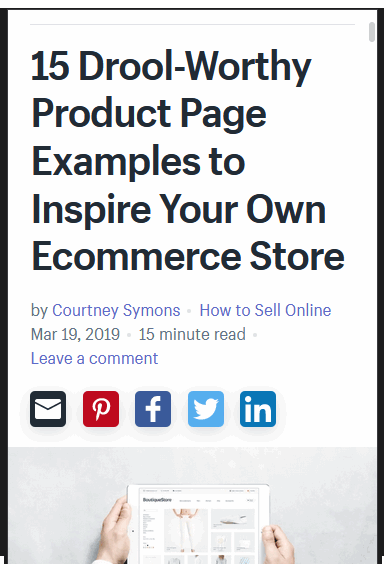 15 Drool-Worthy
Product Page
Examples to
Inspire Your Own
Ecommerce Store
by Courtney Symons • How to Sell Online
Mar 19, 2019 • 15 minute read •
Leave a comment
BoutiqueStore